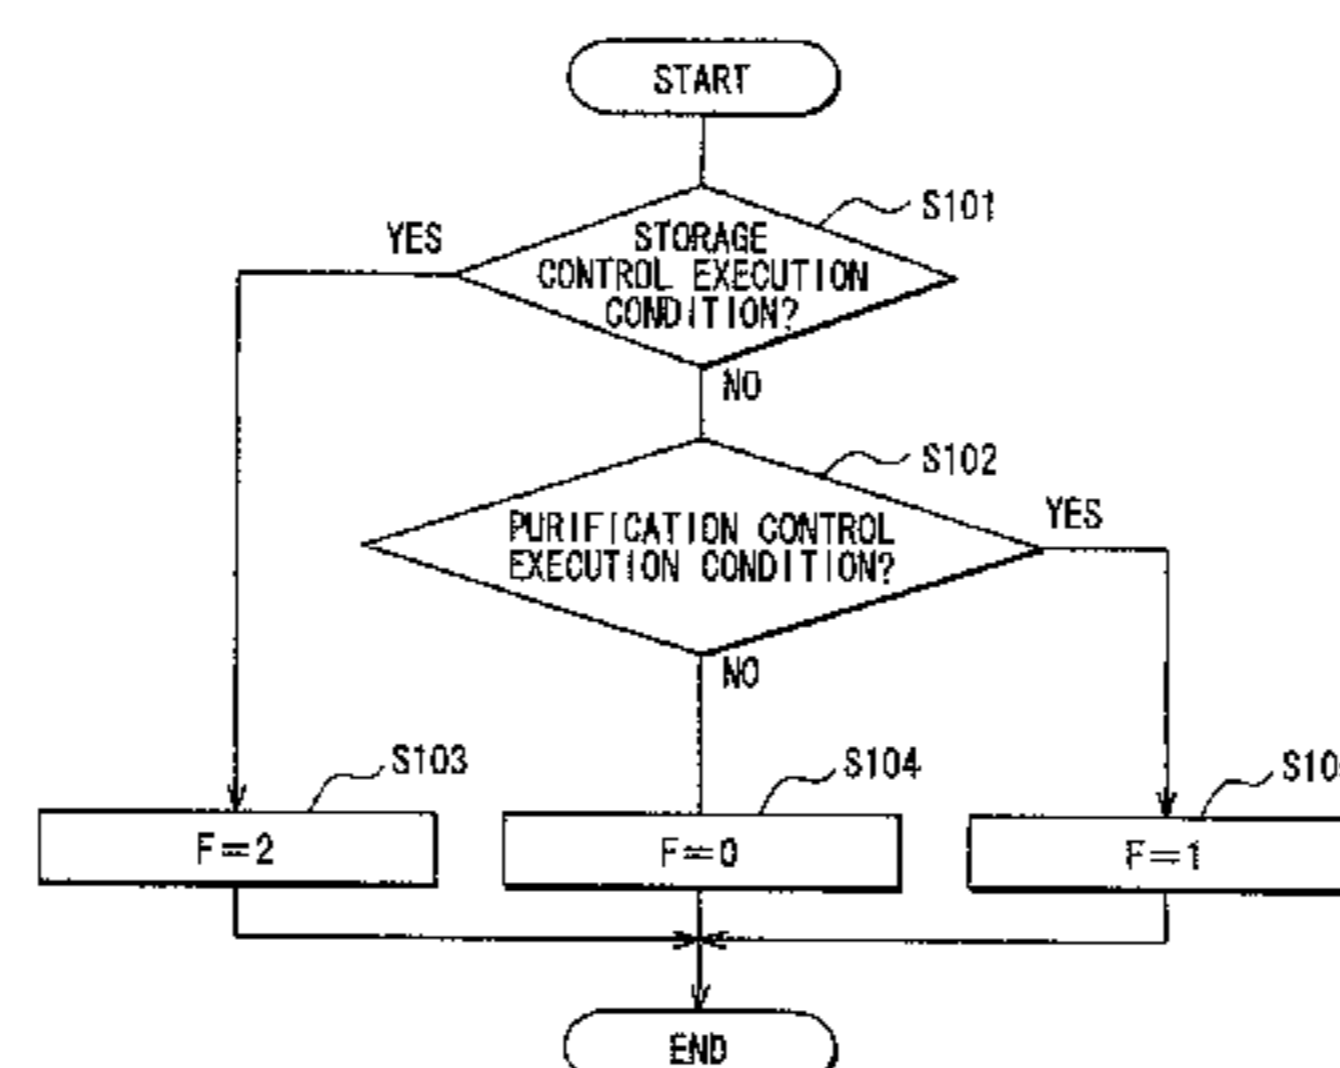 START
S101
YES
STORAGE
CONTROL EXECUTION
CONDITION?
NO
S102
YES
PURIFICATION CONTROL
EXECUTION CONDITION?
NO
S103
S104
F=2
F=0
F=1
END